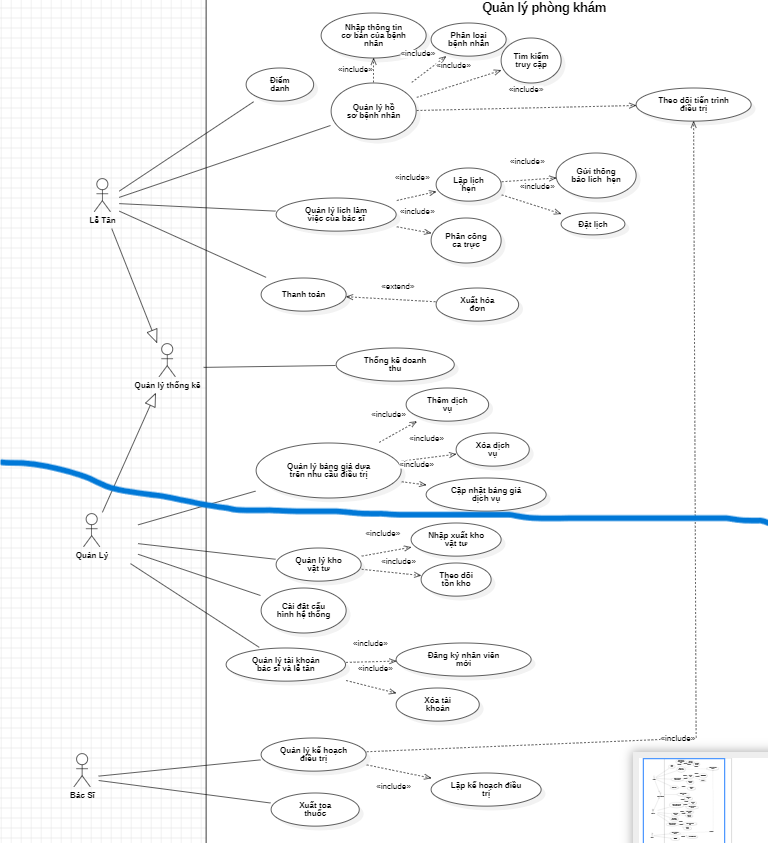 Quản lý phòng khám
Nhập thông tin
cơ bản của bệnh
nhân
Phân loại
bệnh nhân
Tìm kiếm
truy cập
«include»
«include»
«include»
«include»
Điểm
danh
Quản lý hồ
sơ bệnh nhân
Theo dõi tiến trình
điều trị
Lễ Tân
Quản lý lịch làm
việc của bác sĩ
«include»
Lập lịch
hẹn
«include»
Gửi thông
báo lịch hẹn
«include»
Đặt lịch
«include»
Phân công
ca trực
Thanh toán
«extend»
Xuất hóa
đơn
Quản lý thống kê
Thống kê doanh
thu
Thêm dịch
vụ
«include»
«include»
Xóa dịch
vụ
Quản lý bảng giá dựa
trên nhu cầu điều trị
«include»
Cập nhật bảng giá
dịch vụ
Quản Lý
Quản lý kho
vật tư
«include»
Nhập xuất kho
vật tư
«include»
Theo dõi
tồn kho
Cài đặt cấu
hình hệ thống
Quản lý tài khoản
bác sĩ và lễ tân
«include»
Đăng ký nhân viên
mới
«include»
Xóa tài
khoản
«include»
Bác Sĩ
Quản lý kế hoạch
điều trị
«include»
Lập kế hoạch điều
trị
Xuất toa
thuốc